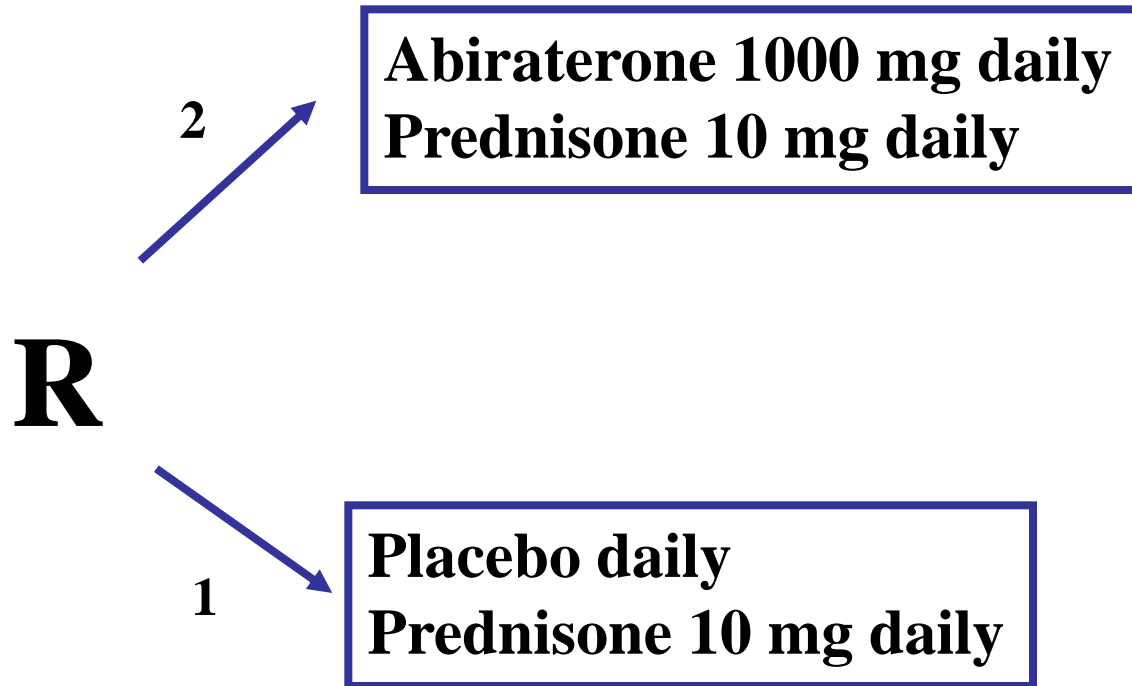 Abiraterone 1000 mg daily
Prednisone 10 mg daily
2
R
1
Placebo daily
Prednisone 10 mg daily